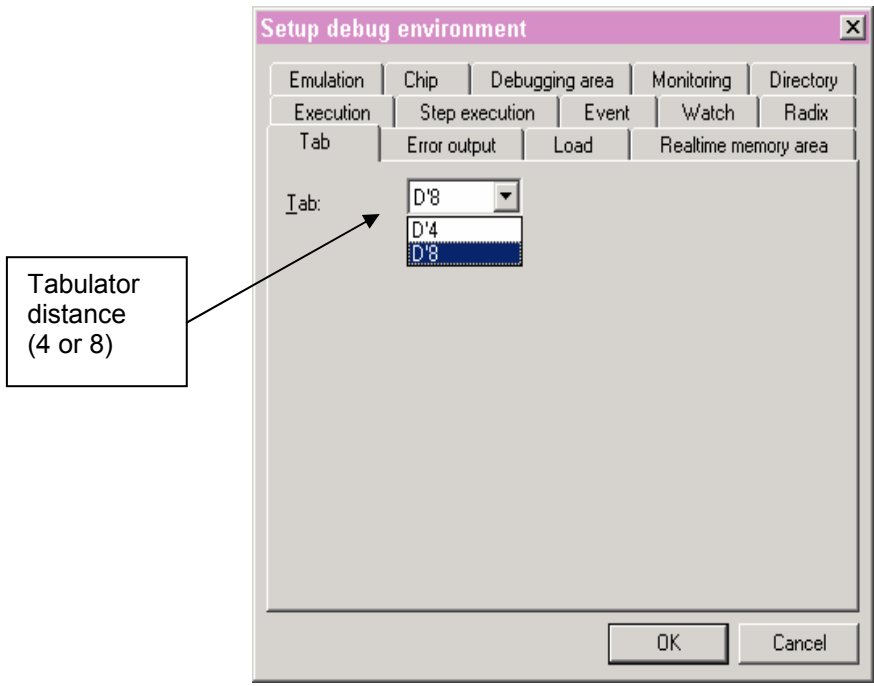 Setup debug environment
Emulation Chip Debugging area Monitoring Directory
Execution Step execution Event Watch Radix
Tab Error output Load Realtime memory area
Tab: D'8
D'4
D'8
Tabulator
distance
(4 or 8)
OK Cancel